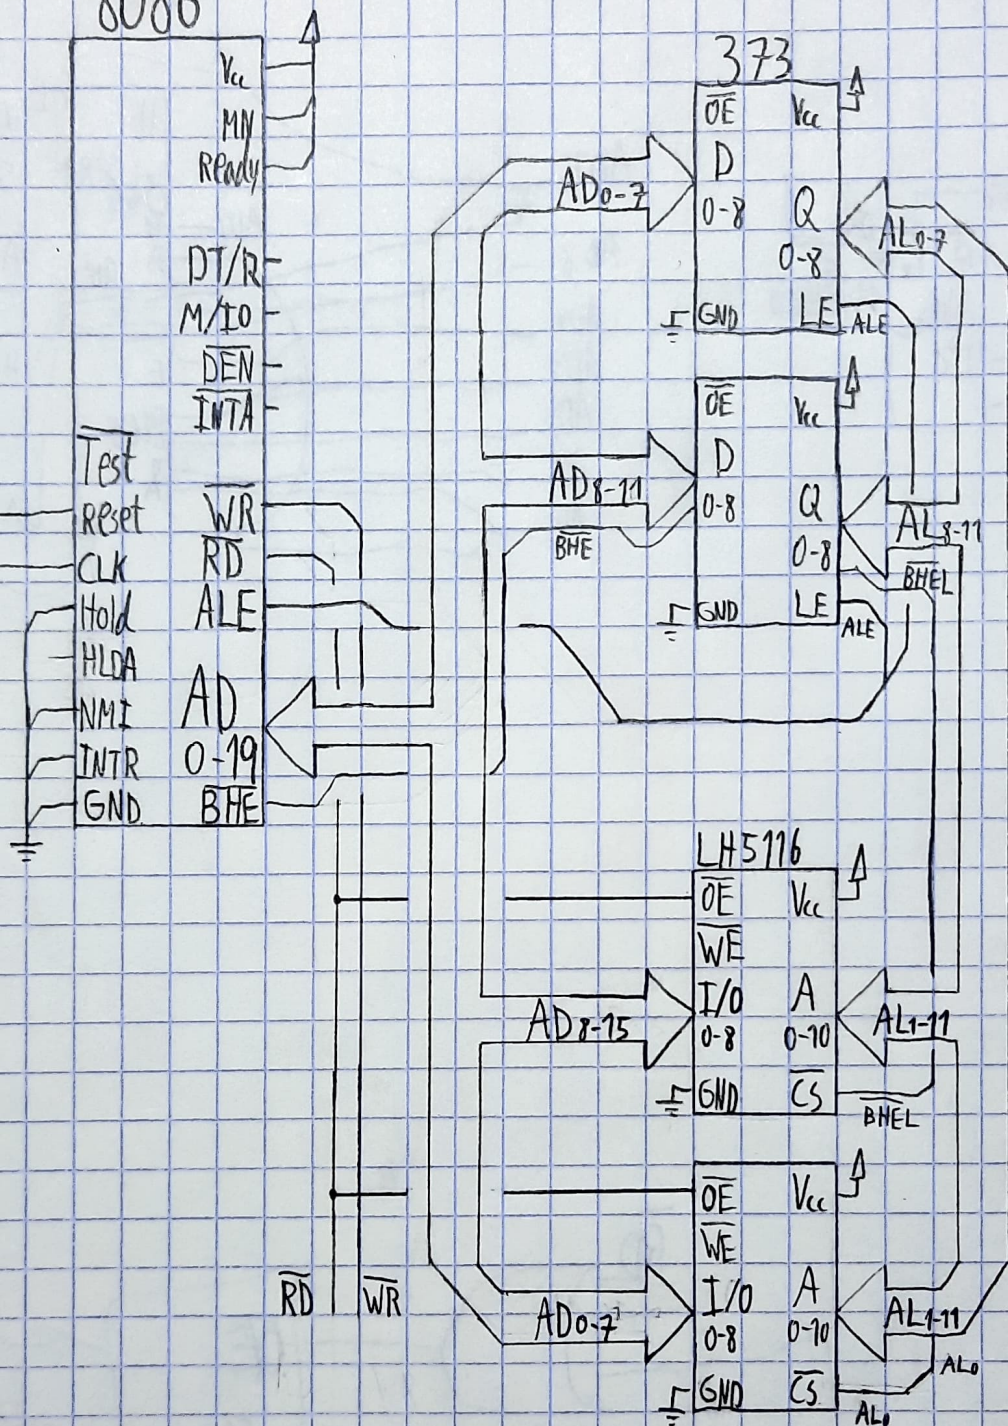 8086
Vcc
MN
Ready
DT/R
M/IO
DEN
INTA
Test
Reset
WR
CLK
RD
Hold
ALE
HLDA
NMI
AD
INTR
0-19
GND
BHE
373
OE
Vcc
D
AD0-7
0-8
Q
AL0-7
0-8
GND
LE
ALE
OE
Vcc
D
AD8-11
0-8
Q
AL8-11
BHE
0-8
BHEL
GND
LE
ALE
LH5116
OE
Vcc
WE
I/O
A
AD8-15
0-8
0-10
AL1-11
GND
CS
BHEL
OE
Vcc
WE
RD
WR
I/O
A
AD0-7
0-8
0-10
AL1-11
AL0
GND
CS
AL0